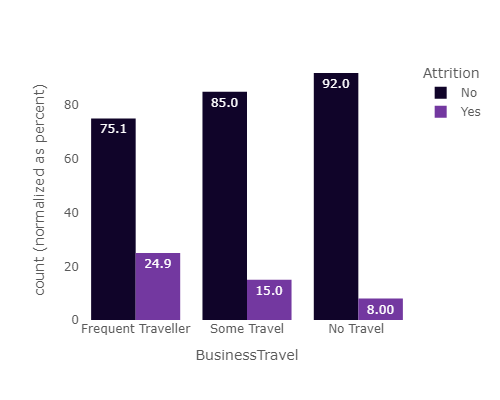 Attrition
No
Yes
count (normalized as percent)
80
60
40
20
0
75.1
24.9
85.0
15.0
92.0
8.00
Frequent Traveller
Some Travel
No Travel
BusinessTravel